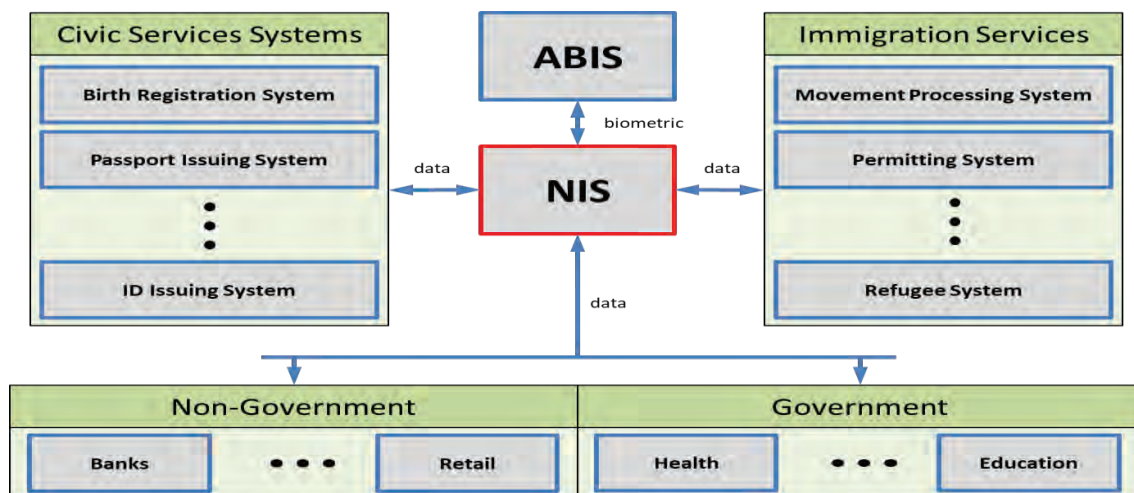 Civic Services Systems
Birth Registration System
Passport Issuing System
ID Issuing System
ABIS
biometric
NIS
data
data
data
Immigration Services
Movement Processing System
Permitting System
Refugee System
Non-Government
Banks
Retail
Government
Health
Education